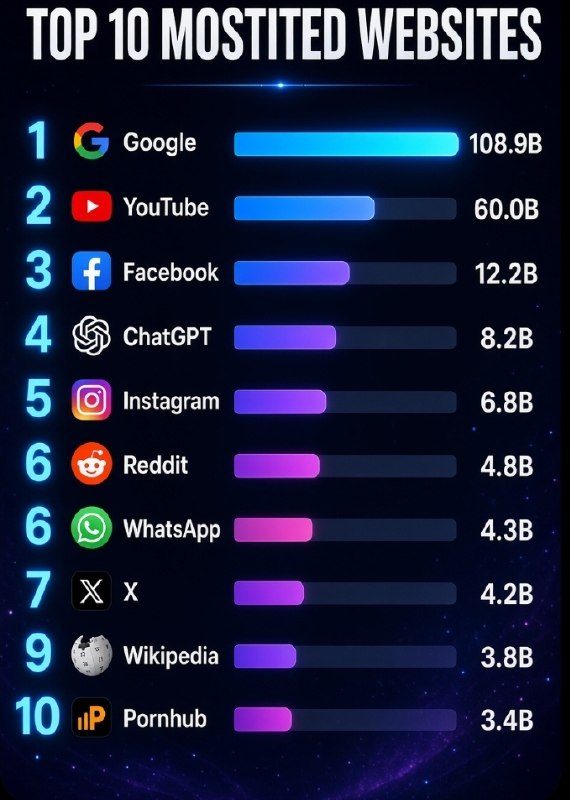 TOP 10 MOSTITED WEBSITES
1 Google 108.9B
2 YouTube 60.0B
3 Facebook 12.2B
4 ChatGPT 8.2B
5 Instagram 6.8B
6 Reddit 4.8B
6 WhatsApp 4.3B
7 X 4.2B
9 Wikipedia 3.8B
10 Pornhub 3.4B